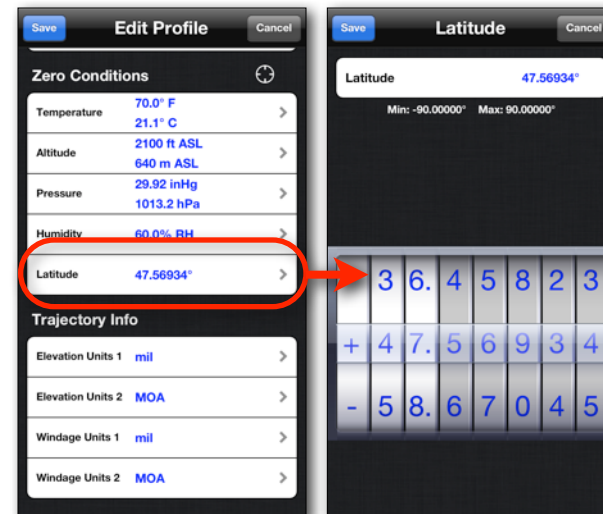 Save Edit Profile Cancel
Zero Conditions
Temperature 70.0° F
21.1° C
Altitude 2100 ft ASL
640 m ASL
Pressure 29.92 inHg
1013.2 hPa
Humidity 60.0% RH
Latitude 47.56934°
Trajectory Info
Elevation Units 1 mil
Elevation Units 2 MOA
Windage Units 1 mil
Windage Units 2 MOA
Save Latitude Cancel
Latitude 47.56934°
Min: -90.00000° Max: 90.00000°
3 6. 4 5 8 2 3
+ 4 7. 5 6 9 3 4
- 5 8. 6 7 0 4 5